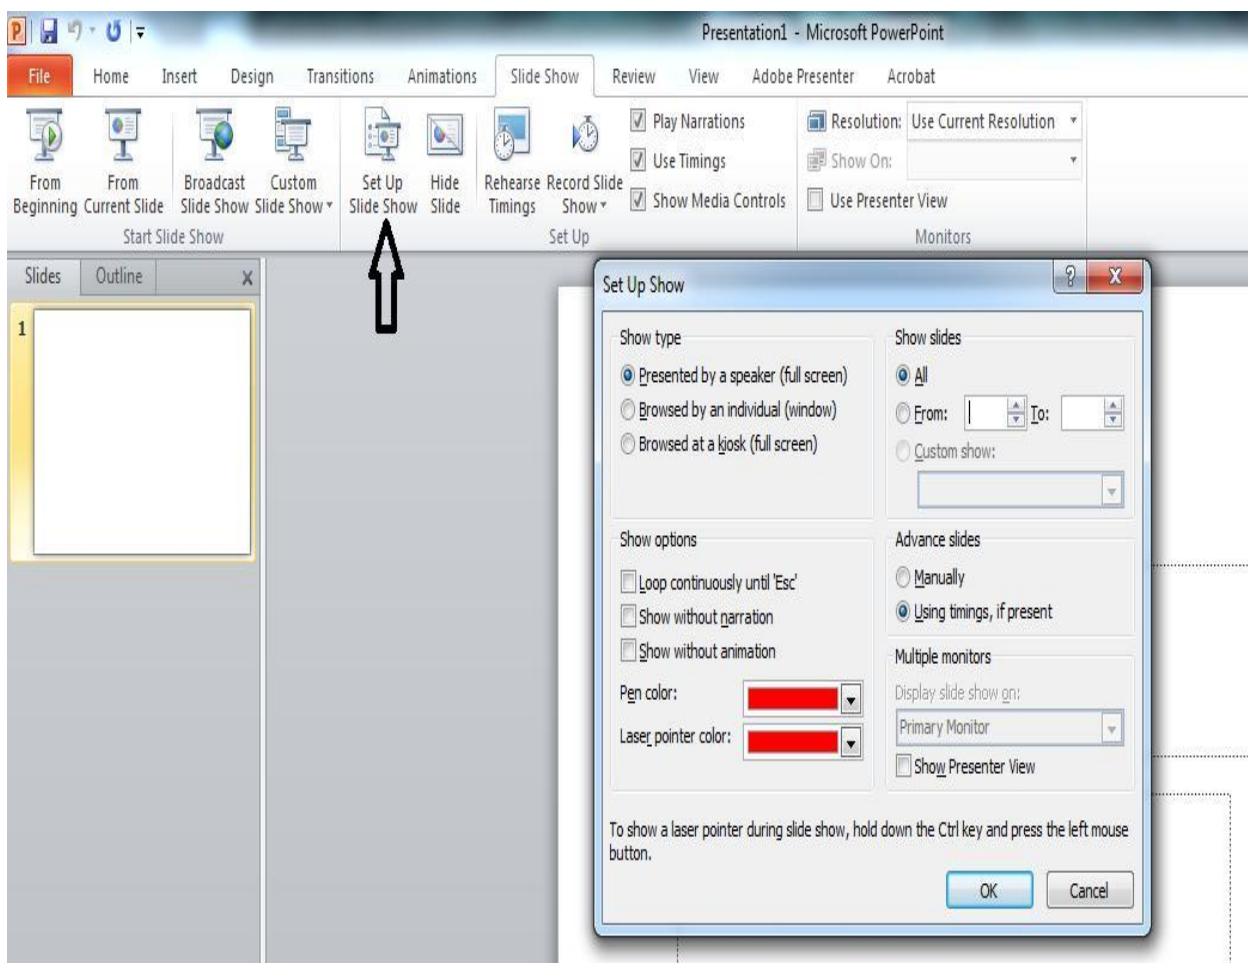 P
Presentation1 - Microsoft PowerPoint
File Home Insert Design Transitions Animations Slide Show Review View Adobe Presenter Acrobat
From Beginning
From Current Slide
Broadcast Slide Show
Custom Slide Show
Set Up Slide Show
Hide Slide
Rehearse Timings
Record Slide Show
Play Narrations
Use Timings
Show Media Controls
Resolution: Use Current Resolution
Show On:
Use Presenter View
Start Slide Show
Set Up
Monitors
Slides Outline X
1
Set Up Show ? X
Show type
Presented by a speaker (full screen)
Browsed by an individual (window)
Browsed at a kiosk (full screen)
Show slides
All
From: To:
Custom show:
Show options
Loop continuously until 'Esc'
Show without narration
Show without animation
Pen color:
Laser pointer color:
Advance slides
Manually
Using timings, if present
Multiple monitors
Display slide show on:
Primary Monitor
Show Presenter View
To show a laser pointer during slide show, hold down the Ctrl key and press the left mouse
button.
OK Cancel